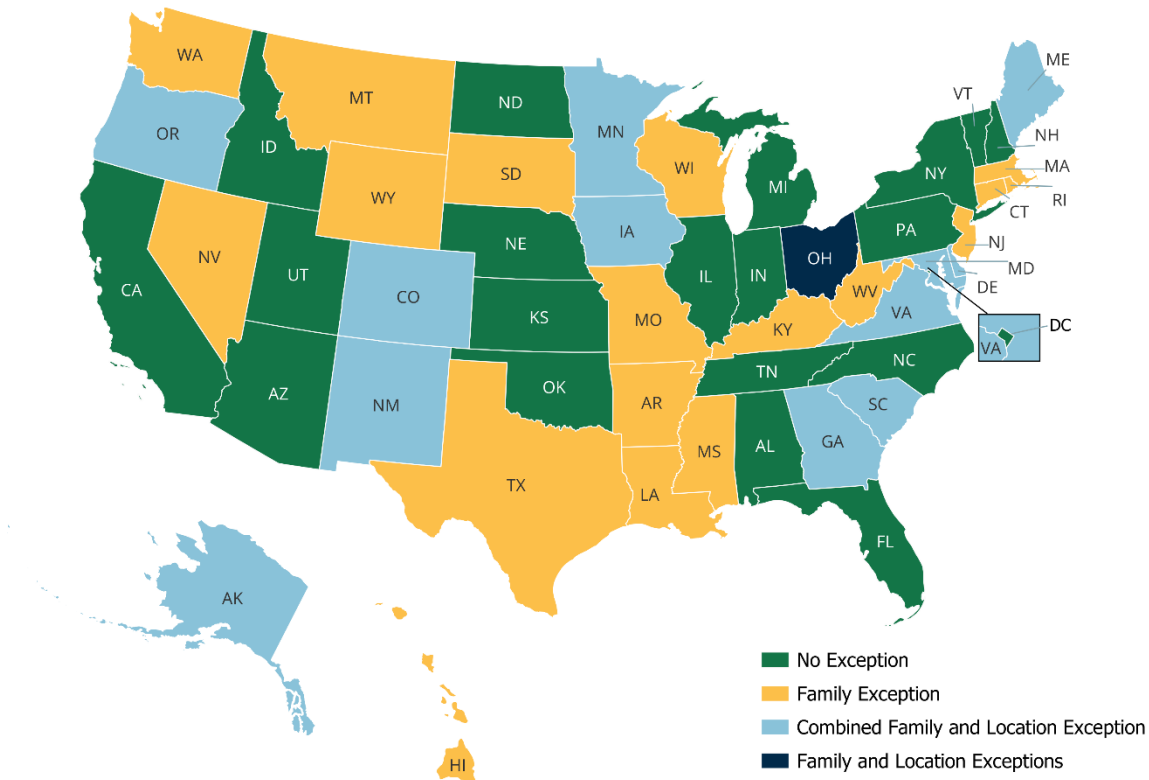 WA
MT
ND
MN
ME
VT
OR
ID
SD
WI
MI
NY
NH
MA
RI
CT
WY
NE
IA
PA
NJ
NV
UT
CO
IL
IN
OH
MD
DE
CA
KS
MO
WV
VA
KY
DC
VA
AZ
NM
OK
AR
TN
NC
SC
TX
LA
MS
AL
GA
FL
AK
HI
No Exception
Family Exception
Combined Family and Location Exception
Family and Location Exceptions